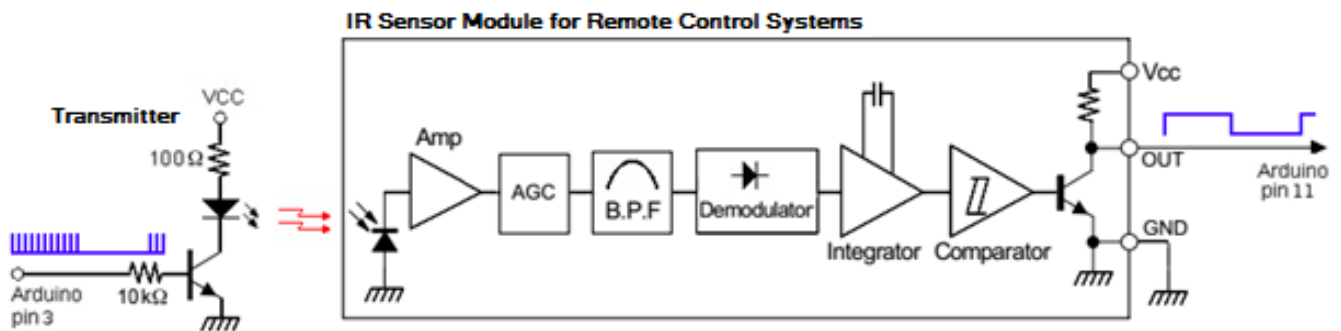 IR Sensor Module for Remote Control Systems
Transmitter
VCC
100Ω
Arduino
pin 3
10kΩ
Amp
AGC
B.P.F
Demodulator
Integrator
Comparator
Vcc
OUT
Arduino
pin 11
GND